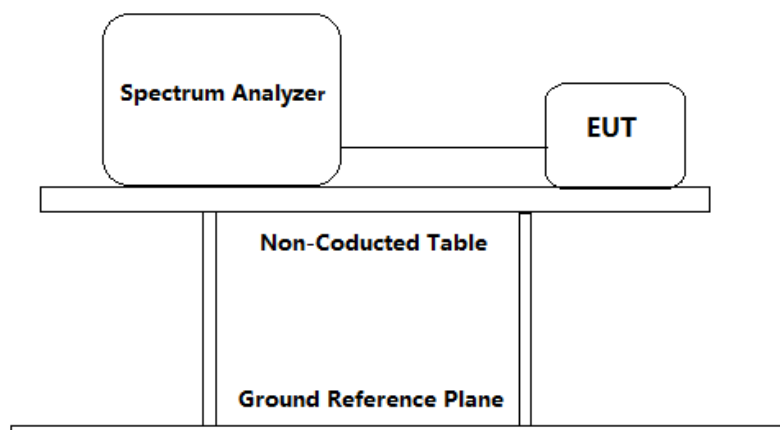 Spectrum Analyzer
EUT
Non-Coducted Table
Ground Reference Plane